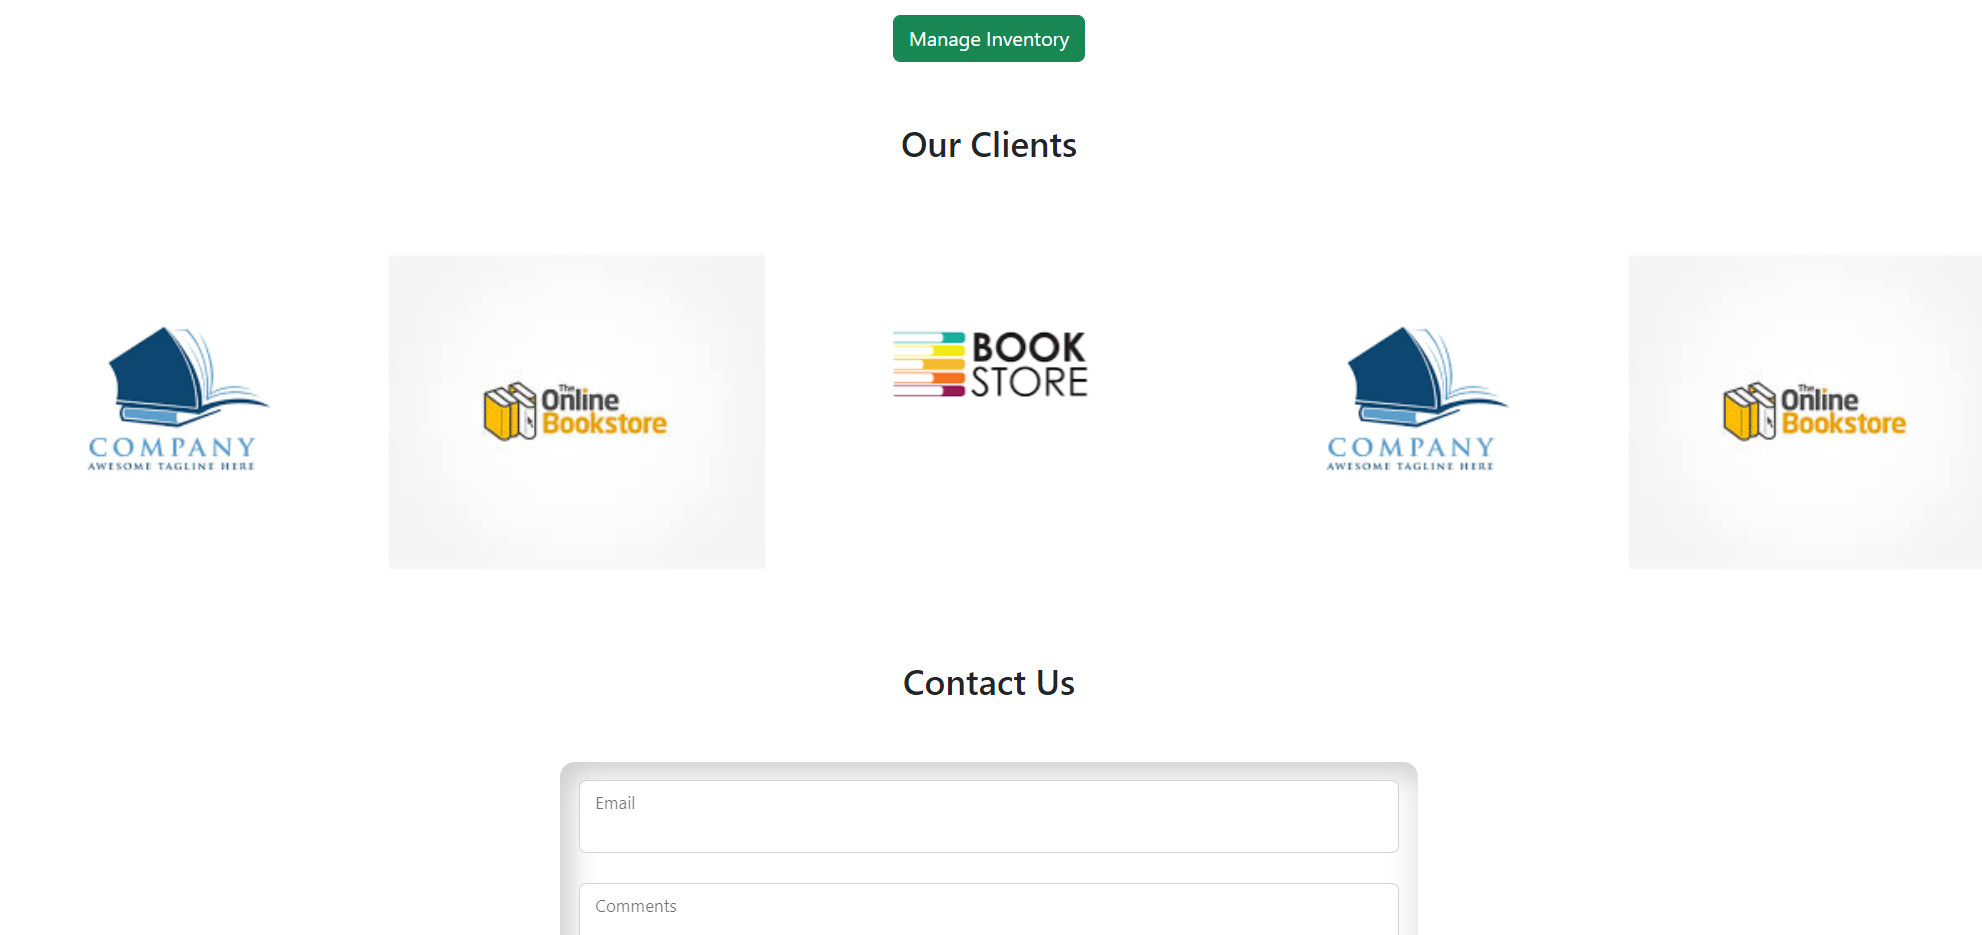 Manage Inventory
Our Clients
COMPANY
AWESOME TAGLINE HERE
The
Online
Bookstore
BOOK
STORE
COMPANY
AWESOME TAGLINE HERE
The
Online
Bookstore
Contact Us
Email
Comments